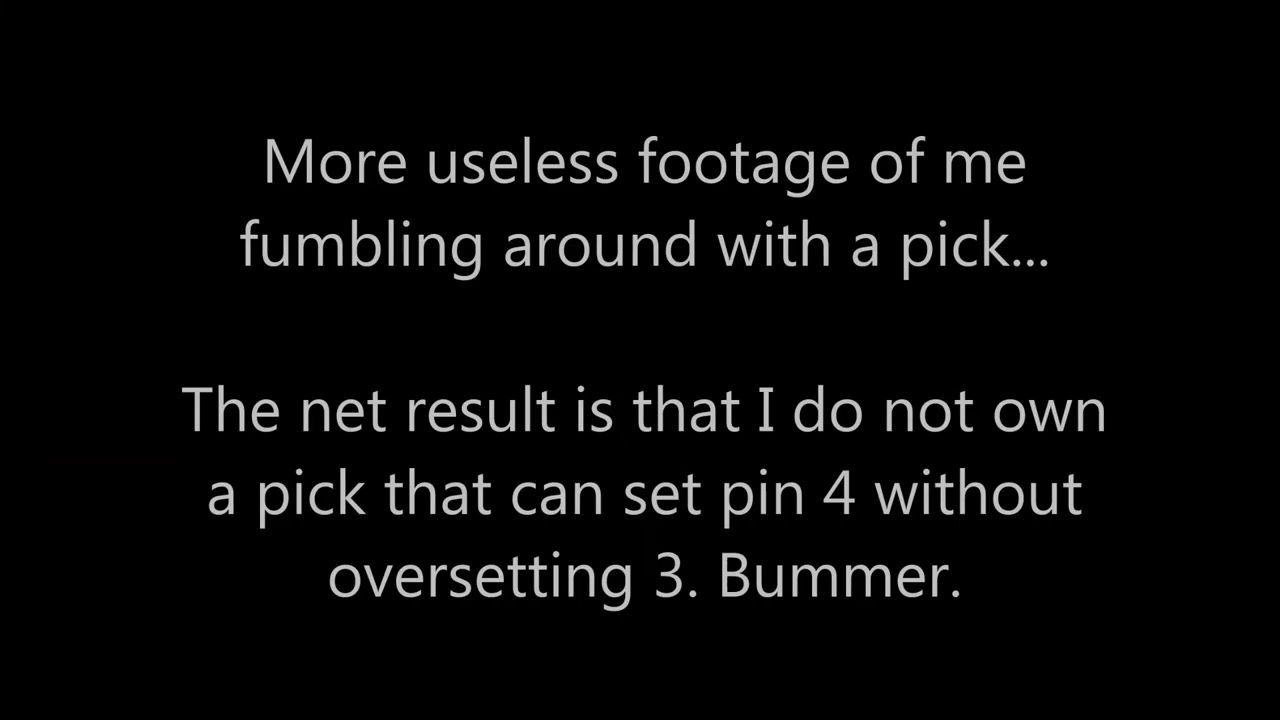 More useless footage of me
fumbling around with a pick...
The net result is that I do not own
a pick that can set pin 4 without
oversetting 3. Bummer.